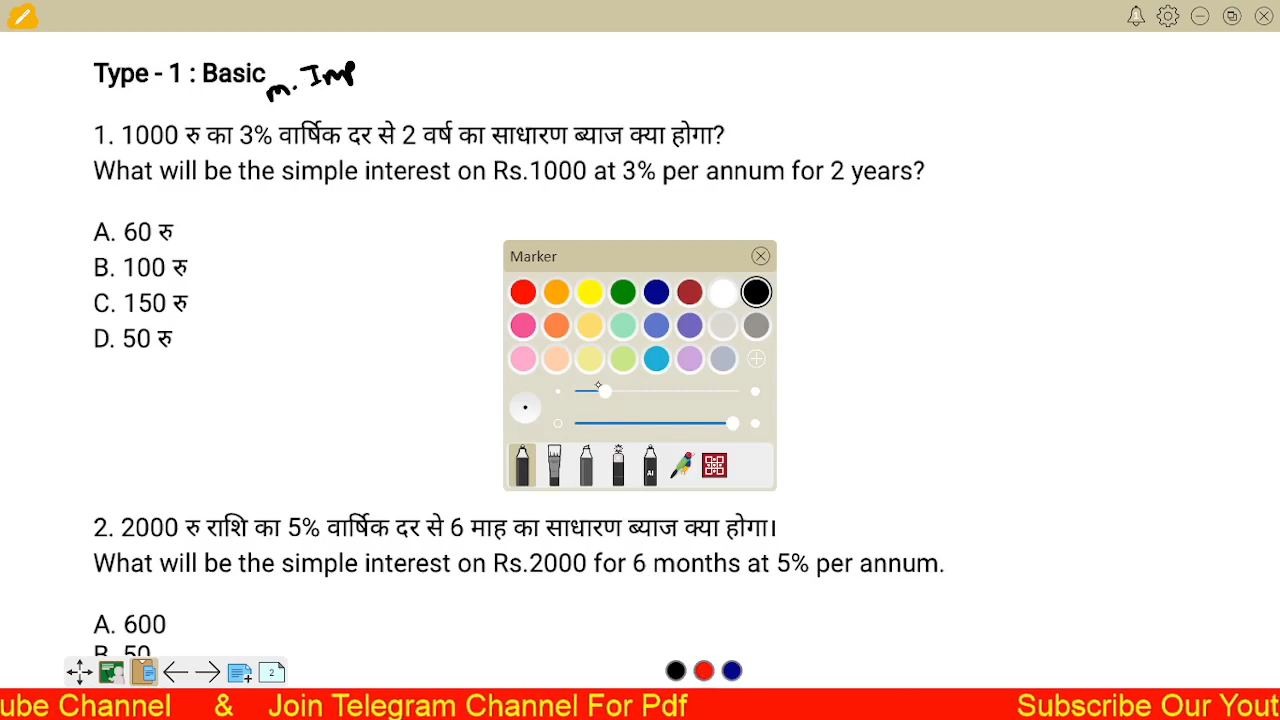 Type - 1 : Basic m. Imp
1. 1000 रु का 3% वार्षिक दर से 2 वर्ष का साधारण ब्याज क्या होगा?
What will be the simple interest on Rs.1000 at 3% per annum for 2 years?
A. 60 रु
B. 100 रु
C. 150 रु
D. 50 रु
Marker
AI
2. 2000 रु राशि का 5% वार्षिक दर से 6 माह का साधारण ब्याज क्या होगा।
What will be the simple interest on Rs.2000 for 6 months at 5% per annum.
A. 600
B. 50
2
ube Channel & Join Telegram Channel For Pdf Subscribe Our Yout